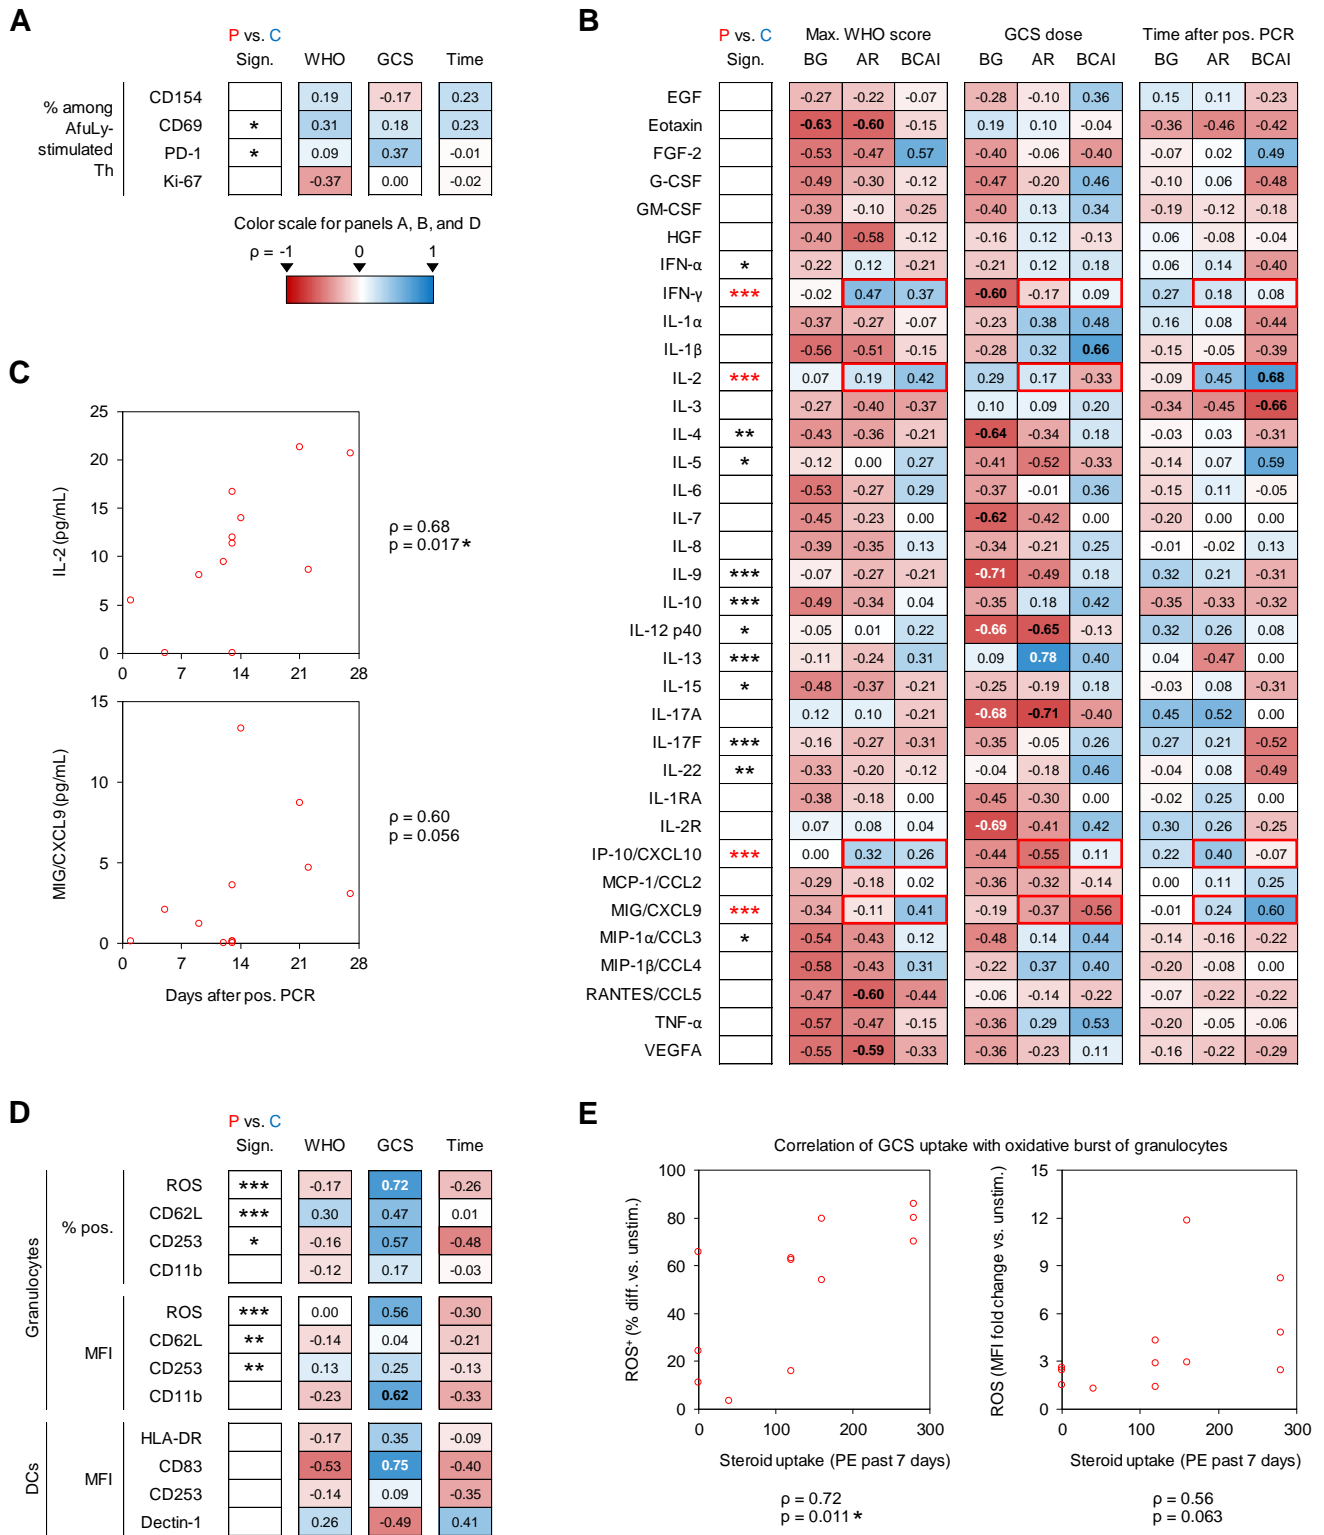 A
P vs. C
Sign. WHO GCS Time
% among
AfuLy-
stimulated
Th
CD154 0.19 -0.17 0.23
CD69 * 0.31 0.18 0.23
PD-1 * 0.09 0.37 -0.01
Ki-67 -0.37 0.00 -0.02
Color scale for panels A, B, and D
ρ = -1 0 1
B
P vs. C Max. WHO score GCS dose Time after pos. PCR
Sign. BG AR BCAI BG AR BCAI BG AR BCAI
EGF -0.27 -0.22 -0.07 -0.28 -0.10 0.36 0.15 0.11 -0.23
Eotaxin -0.63 -0.60 -0.15 0.19 0.10 -0.04 -0.36 -0.46 -0.42
FGF-2 -0.53 -0.47 0.57 -0.40 -0.06 -0.40 -0.07 0.02 0.49
G-CSF -0.49 -0.30 -0.12 -0.47 -0.20 0.46 -0.10 0.06 -0.48
GM-CSF -0.39 -0.10 -0.25 -0.40 0.13 0.34 -0.19 -0.12 -0.18
HGF -0.40 -0.58 -0.12 -0.16 0.12 -0.13 0.06 -0.08 -0.04
IFN-α * -0.22 0.12 -0.21 -0.21 0.12 0.18 0.06 0.14 -0.40
IFN-γ *** -0.02 0.47 0.37 -0.60 -0.17 0.09 0.27 0.18 0.08
IL-1α -0.37 -0.27 -0.07 -0.23 0.38 0.48 0.16 0.08 -0.44
IL-1β -0.56 -0.51 -0.15 -0.28 0.32 0.66 -0.15 -0.05 -0.39
IL-2 *** 0.07 0.19 0.42 0.29 0.17 -0.33 -0.09 0.45 0.68
IL-3 -0.27 -0.40 -0.37 0.10 0.09 0.20 -0.34 -0.45 -0.66
IL-4 ** -0.43 -0.36 -0.21 -0.64 -0.34 0.18 -0.03 0.03 -0.31
IL-5 * -0.12 0.00 0.27 -0.41 -0.52 -0.33 -0.14 0.07 0.59
IL-6 -0.53 -0.27 0.29 -0.37 -0.01 0.36 -0.15 0.11 -0.05
IL-7 -0.45 -0.23 0.00 -0.62 -0.42 0.00 -0.20 0.00 0.00
IL-8 -0.39 -0.35 0.13 -0.34 -0.21 0.25 -0.01 -0.02 0.13
IL-9 *** -0.07 -0.27 -0.21 -0.71 -0.49 0.18 0.32 0.21 -0.31
IL-10 *** -0.49 -0.34 0.04 -0.35 0.18 0.42 -0.35 -0.33 -0.32
IL-12 p40 * -0.05 0.01 0.22 -0.66 -0.65 -0.13 0.32 0.26 0.08
IL-13 *** -0.11 -0.24 0.31 0.09 0.78 0.40 0.04 -0.47 0.00
IL-15 * -0.48 -0.37 -0.21 -0.25 -0.19 0.18 -0.03 0.08 -0.31
IL-17A 0.12 0.10 -0.21 -0.68 -0.71 -0.40 0.45 0.52 0.00
IL-17F *** -0.16 -0.27 -0.31 -0.35 -0.05 0.26 0.27 0.21 -0.52
IL-22 ** -0.33 -0.20 -0.12 -0.04 -0.18 0.46 -0.04 0.08 -0.49
IL-1RA -0.38 -0.18 0.00 -0.45 -0.30 0.00 -0.02 0.25 0.00
IL-2R 0.07 0.08 0.04 -0.69 -0.41 0.42 0.30 0.26 -0.25
IP-10/CXCL10 *** 0.00 0.32 0.26 -0.44 -0.55 0.11 0.22 0.40 -0.07
MCP-1/CCL2 -0.29 -0.18 0.02 -0.36 -0.32 -0.14 0.00 0.11 0.25
MIG/CXCL9 *** -0.34 -0.11 0.41 -0.19 -0.37 -0.56 -0.01 0.24 0.60
MIP-1α/CCL3 * -0.54 -0.43 0.12 -0.48 0.14 0.44 -0.14 -0.16 -0.22
MIP-1β/CCL4 -0.58 -0.43 0.31 -0.22 0.37 0.40 -0.20 -0.08 0.00
RANTES/CCL5 -0.47 -0.60 -0.44 -0.06 -0.14 -0.22 -0.07 -0.22 -0.22
TNF-α -0.57 -0.47 -0.15 -0.36 0.29 0.53 -0.20 -0.05 -0.06
VEGFA -0.55 -0.59 -0.33 -0.36 -0.23 0.11 -0.16 -0.22 -0.29
C
IL-2 (pg/mL)
25
20
15
10
5
0
0 7 14 21 28
ρ = 0.68
p = 0.017 *
MIG/CXCL9 (pg/mL)
15
10
5
0
0 7 14 21 28
Days after pos. PCR
ρ = 0.60
p = 0.056
D
P vs. C
Sign. WHO GCS Time
Granulocytes
% pos.
ROS *** -0.17 0.72 -0.26
CD62L *** 0.30 0.47 0.01
CD253 * -0.16 0.57 -0.48
CD11b -0.12 0.17 -0.03
MFI
ROS *** 0.00 0.56 -0.30
CD62L ** -0.14 0.04 -0.21
CD253 ** 0.13 0.25 -0.13
CD11b -0.23 0.62 -0.33
DCs
MFI
HLA-DR -0.17 0.35 -0.09
CD83 -0.53 0.75 -0.40
CD253 -0.14 0.09 -0.35
Dectin-1 0.26 -0.49 0.41
E
Correlation of GCS uptake with oxidative burst of granulocytes
ROS⁺ (% diff. vs. unstim.)
100
80
60
40
20
0
0 100 200 300
Steroid uptake (PE past 7 days)
ρ = 0.72
p = 0.011 *
ROS (MFI fold change vs. unstim.)
15
12
9
6
3
0
0 100 200 300
Steroid uptake (PE past 7 days)
ρ = 0.56
p = 0.063